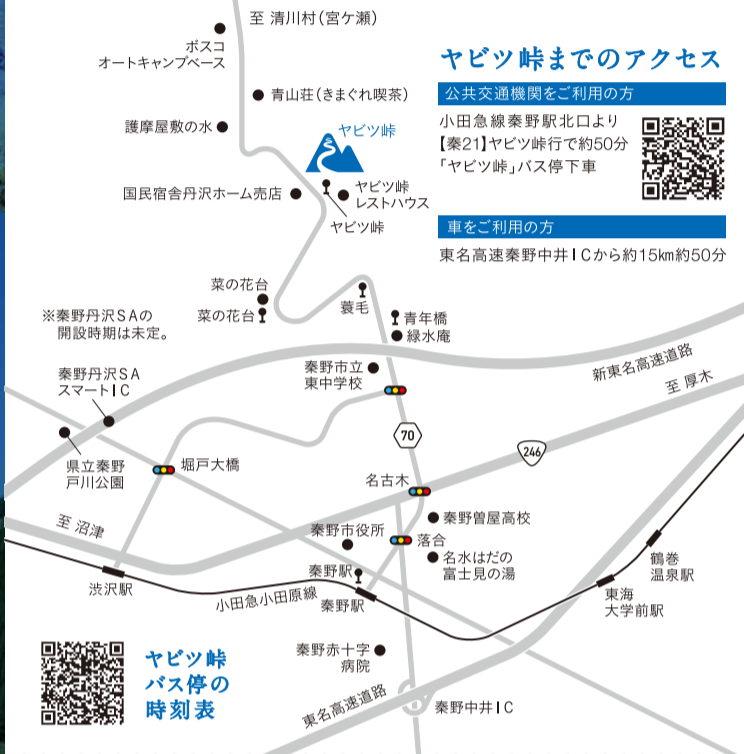 至 清川村(宮ケ瀬)
ボスコ
オートキャンプベース
青山荘(きまぐれ喫茶)
護摩屋敷の水
ヤビツ峠
国民宿舎丹沢ホーム売店
ヤビツ峠
レストハウス
ヤビツ峠
ヤビツ峠までのアクセス
公共交通機関をご利用の方
小田急線秦野駅北口より
【秦21】ヤビツ峠行で約50分
「ヤビツ峠」バス停下車
車をご利用の方
東名高速秦野中井ICから約15km約50分
菜の花台
菜の花台
蓑毛
青年橋
緑水庵
※秦野丹沢SAの
開設時期は未定。
秦野市立
東中学校
新東名高速道路
至 厚木
秦野丹沢SA
スマートIC
70
246
県立秦野
戸川公園
堀戸大橋
名古木
至 沼津
秦野曽屋高校
秦野市役所
落合
名水はだの
富士見の湯
鶴巻
温泉駅
渋沢駅
小田急小田原線
秦野駅
秦野駅
東海
大学前駅
秦野赤十字
病院
ヤビツ峠
バス停の
時刻表
東名高速道路
秦野中井IC